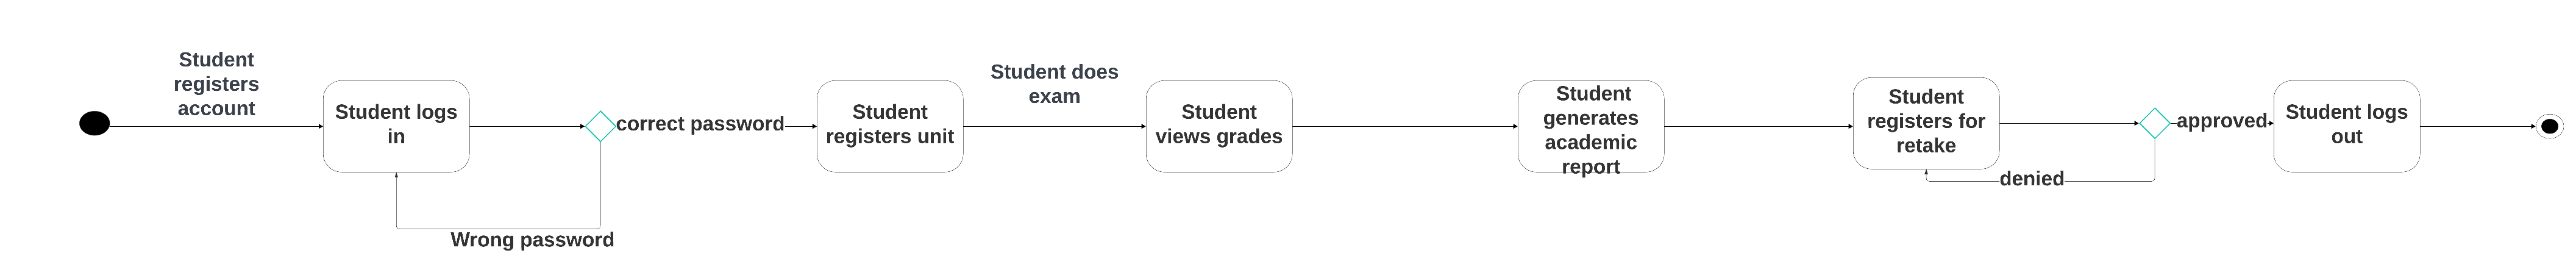 Student
registers
account
Student logs
in
Wrong password
correct password
Student
registers unit
Student does
exam
Student
views grades
Student
generates
academic
report
Student
registers for
retake
denied
approved
Student logs
out